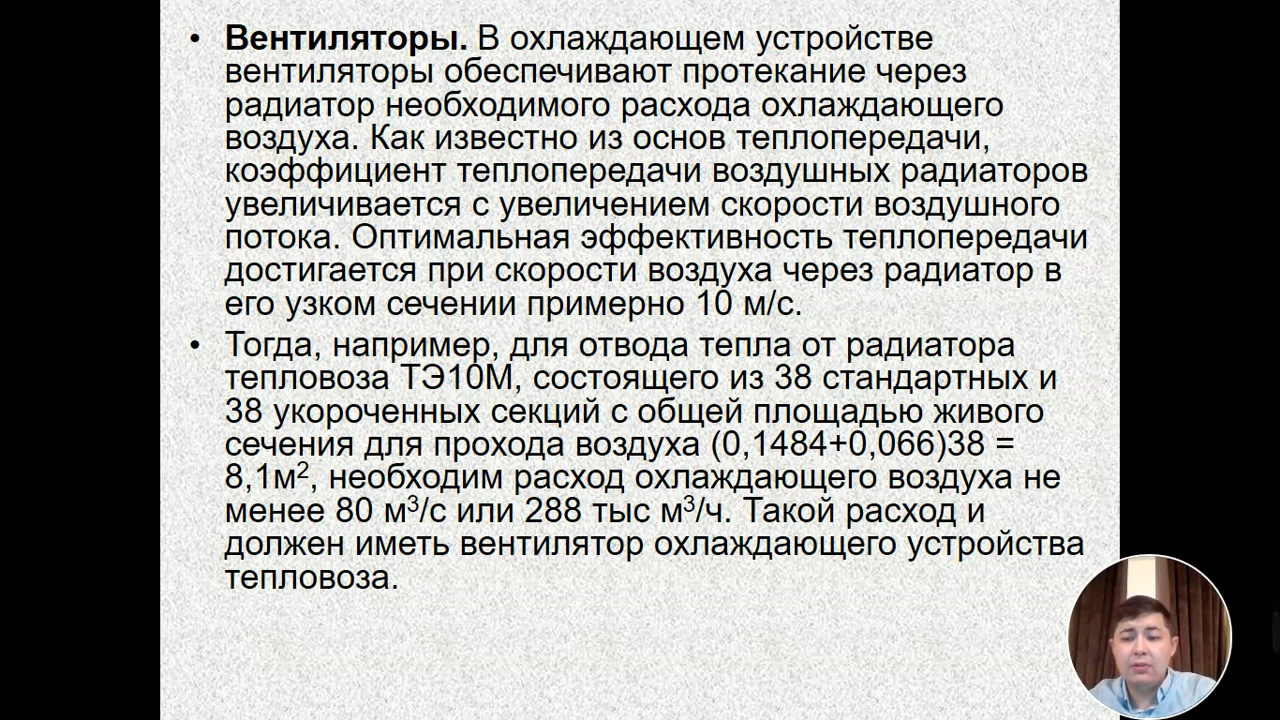 • Вентиляторы. В охлаждающем устройстве
вентиляторы обеспечивают протекание через
радиатор необходимого расхода охлаждающего
воздуха. Как известно из основ теплопередачи,
коэффициент теплопередачи воздушных радиаторов
увеличивается с увеличением скорости воздушного
потока. Оптимальная эффективность теплопередачи
достигается при скорости воздуха через радиатор в
его узком сечении примерно 10 м/с.
• Тогда, например, для отвода тепла от радиатора
тепловоза ТЭ10М, состоящего из 38 стандартных и
38 укороченных секций с общей площадью живого
сечения для прохода воздуха (0,1484+0,066)38 =
8,1м², необходим расход охлаждающего воздуха не
менее 80 м³/с или 288 тыс м³/ч. Такой расход и
должен иметь вентилятор охлаждающего устройства
тепловоза.